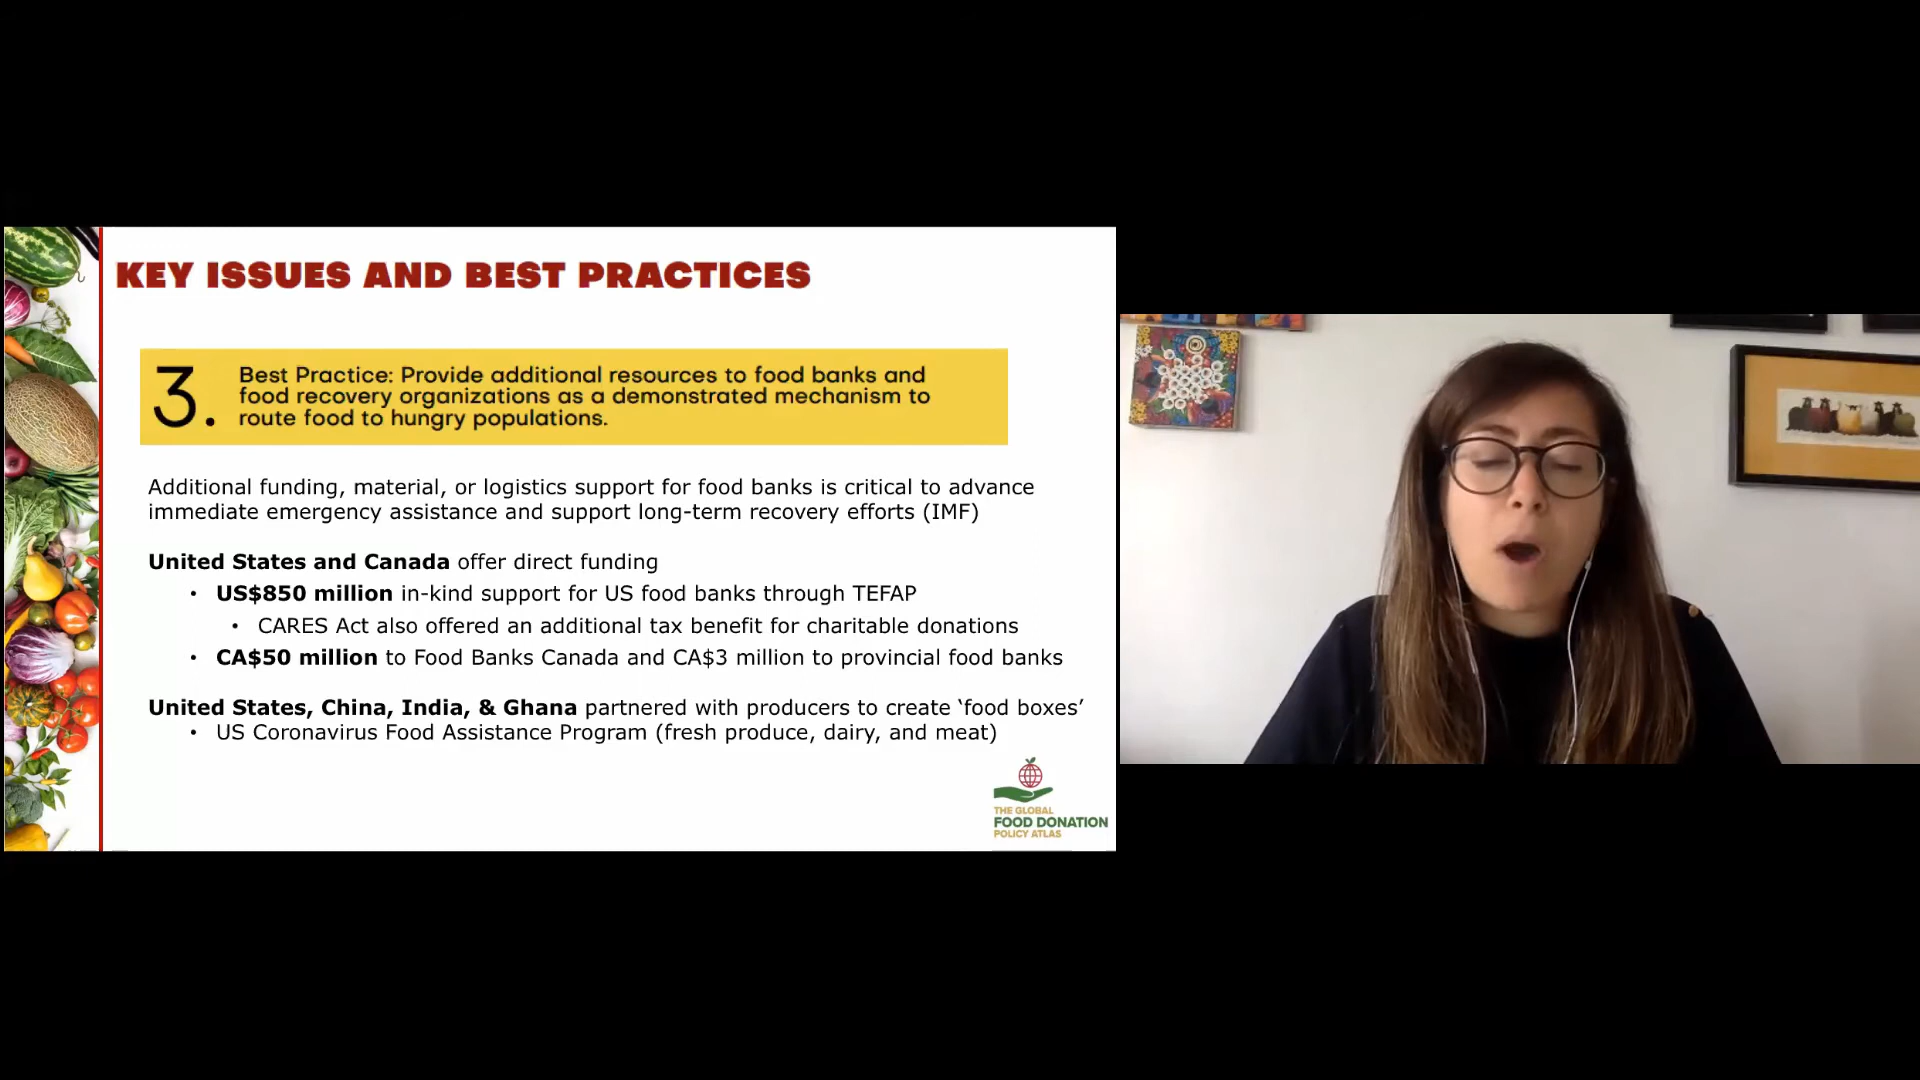 KEY ISSUES AND BEST PRACTICES
3.
Best Practice: Provide additional resources to food banks and
food recovery organizations as a demonstrated mechanism to
route food to hungry populations.
Additional funding, material, or logistics support for food banks is critical to advance
immediate emergency assistance and support long-term recovery efforts (IMF)
United States and Canada offer direct funding
• US$850 million in-kind support for US food banks through TEFAP
• CARES Act also offered an additional tax benefit for charitable donations
• CA$50 million to Food Banks Canada and CA$3 million to provincial food banks
United States, China, India, & Ghana partnered with producers to create ‘food boxes’
• US Coronavirus Food Assistance Program (fresh produce, dairy, and meat)
THE GLOBAL
FOOD DONATION
POLICY ATLAS